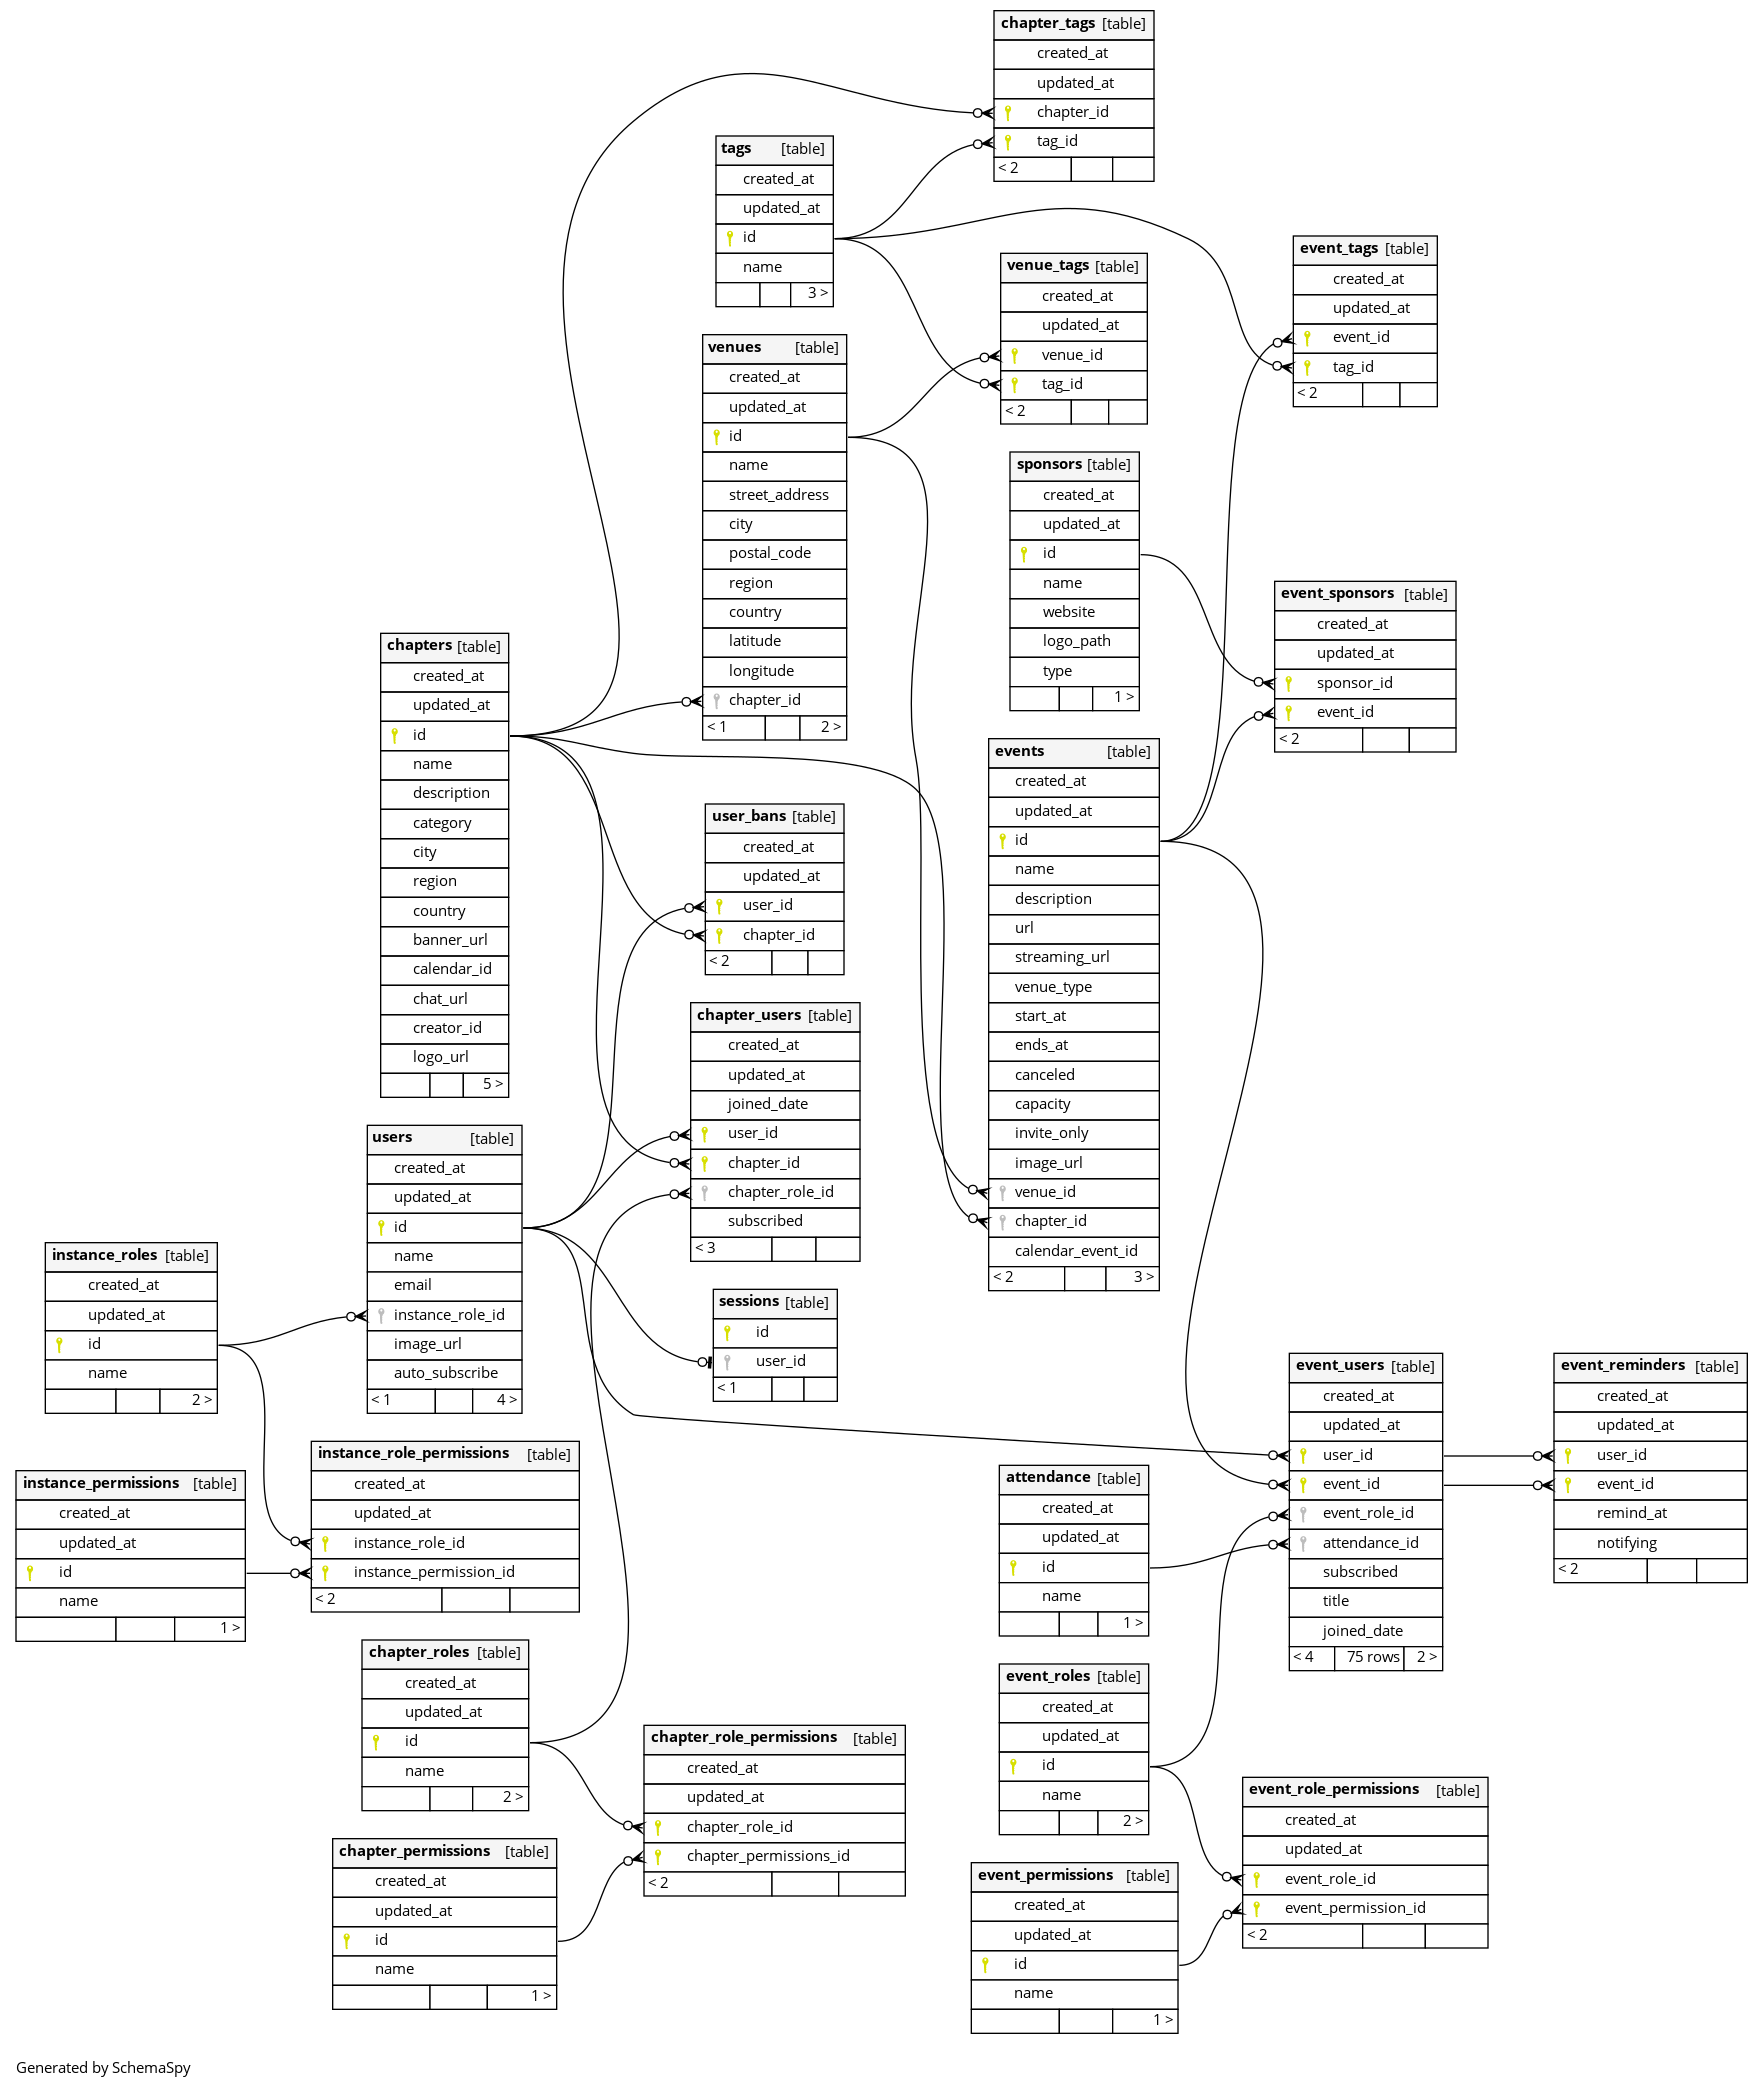 chapter_tags [table]
created_at
updated_at
chapter_id
tag_id
< 2
tags [table]
created_at
updated_at
id
name
3 >
venue_tags [table]
created_at
updated_at
venue_id
tag_id
< 2
event_tags [table]
created_at
updated_at
event_id
tag_id
< 2
venues [table]
created_at
updated_at
id
name
street_address
city
postal_code
region
country
latitude
longitude
chapter_id
< 1 2 >
sponsors [table]
created_at
updated_at
id
name
website
logo_path
type
1 >
event_sponsors [table]
created_at
updated_at
sponsor_id
event_id
< 2
chapters [table]
created_at
updated_at
id
name
description
category
city
region
country
banner_url
calendar_id
chat_url
creator_id
logo_url
5 >
user_bans [table]
created_at
updated_at
user_id
chapter_id
< 2
events [table]
created_at
updated_at
id
name
description
url
streaming_url
venue_type
start_at
ends_at
canceled
capacity
invite_only
image_url
venue_id
chapter_id
calendar_event_id
< 2 3 >
chapter_users [table]
created_at
updated_at
joined_date
user_id
chapter_id
chapter_role_id
subscribed
< 3
users [table]
created_at
updated_at
id
name
email
instance_role_id
image_url
auto_subscribe
< 1 4 >
instance_roles [table]
created_at
updated_at
id
name
2 >
sessions [table]
id
user_id
< 1
event_users [table]
created_at
updated_at
user_id
event_id
event_role_id
attendance_id
subscribed
title
joined_date
< 4 75 rows 2 >
event_reminders [table]
created_at
updated_at
user_id
event_id
remind_at
notifying
< 2
instance_role_permissions [table]
created_at
updated_at
instance_role_id
instance_permission_id
< 2
instance_permissions [table]
created_at
updated_at
id
name
1 >
attendance [table]
created_at
updated_at
id
name
1 >
chapter_roles [table]
created_at
updated_at
id
name
2 >
event_roles [table]
created_at
updated_at
id
name
2 >
chapter_role_permissions [table]
created_at
updated_at
chapter_role_id
chapter_permissions_id
< 2
event_role_permissions [table]
created_at
updated_at
event_role_id
event_permission_id
< 2
chapter_permissions [table]
created_at
updated_at
id
name
1 >
event_permissions [table]
created_at
updated_at
id
name
1 >
Generated by SchemaSpy